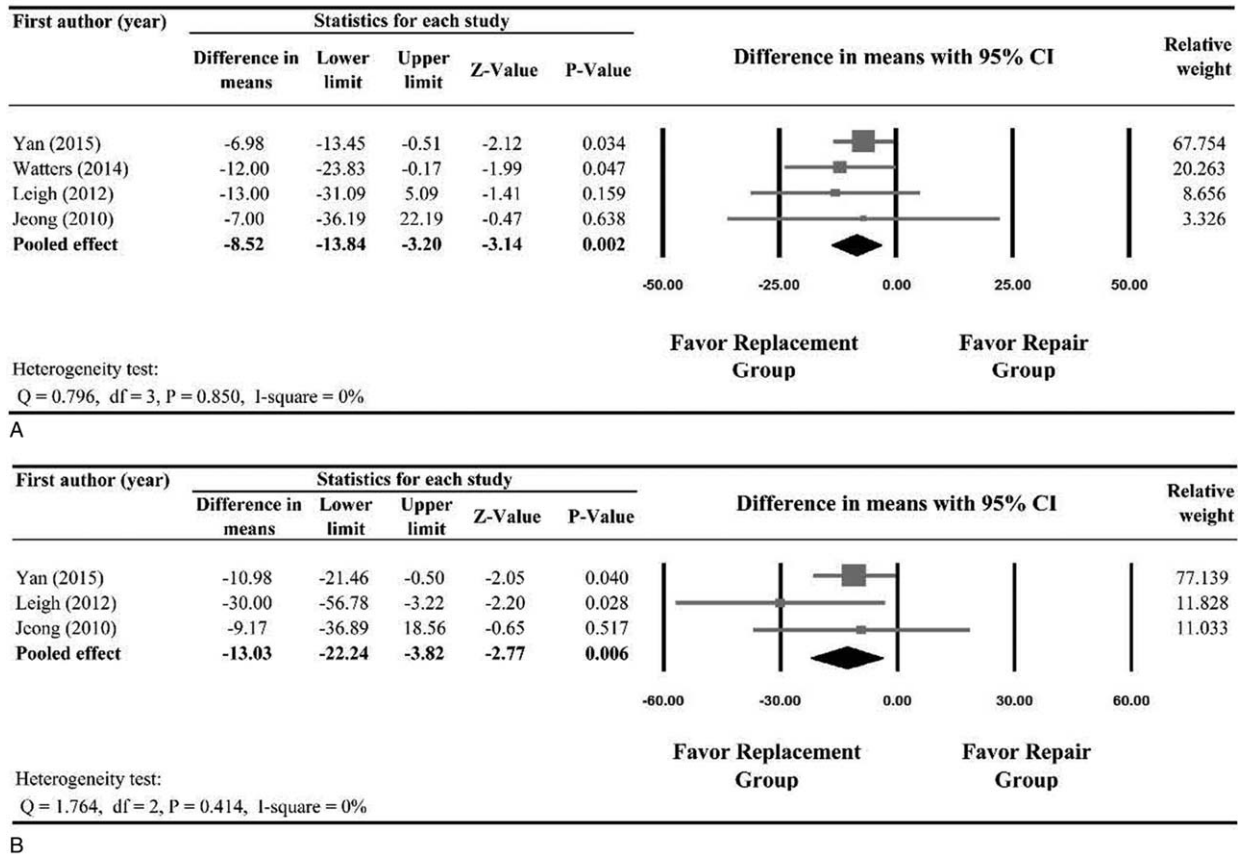 First author (year) Statistics for each study Difference in means with 95% CI Relative weight
Difference in means Lower limit Upper limit Z-Value P-Value
Yan (2015) -6.98 -13.45 -0.51 -2.12 0.034 67.754
Watters (2014) -12.00 -23.83 -0.17 -1.99 0.047 20.263
Leigh (2012) -13.00 -31.09 5.09 -1.41 0.159 8.656
Jeong (2010) -7.00 -36.19 22.19 -0.47 0.638 3.326
Pooled effect -8.52 -13.84 -3.20 -3.14 0.002
-50.00 -25.00 0.00 25.00 50.00
Favor Replacement Group Favor Repair Group
Heterogeneity test:
Q = 0.796, df = 3, P = 0.850, I-square = 0%
A
First author (year) Statistics for each study Difference in means with 95% CI Relative weight
Difference in means Lower limit Upper limit Z-Value P-Value
Yan (2015) -10.98 -21.46 -0.50 -2.05 0.040 77.139
Leigh (2012) -30.00 -56.78 -3.22 -2.20 0.028 11.828
Jeong (2010) -9.17 -36.89 18.56 -0.65 0.517 11.033
Pooled effect -13.03 -22.24 -3.82 -2.77 0.006
-60.00 -30.00 0.00 30.00 60.00
Favor Replacement Group Favor Repair Group
Heterogeneity test:
Q = 1.764, df = 2, P = 0.414, I-square = 0%
B